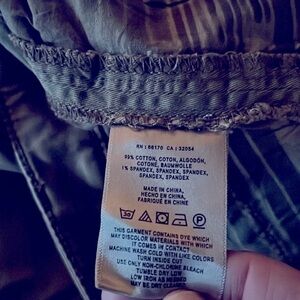 RN : 66170 CA : 32054
99% COTTON, COTON, ALGODÓN,
COTONE, BAUMWOLLE
1% SPANDEX, SPANDEX, SPANDEX,
SPANDEX, SPANDEX
MADE IN CHINA,
HECHO EN CHINA,
FABRIQUÉ EN CHINE
P
THIS GARMENT CONTAINS DYE WHICH
MAY DISCOLOR MATERIALS WITH WHICH
IT COMES IN CONTACT
MACHINE WASH COLD WITH LIKE COLORS
TURN INSIDE OUT
USE ONLY NON-CHLORINE BLEACH
TUMBLE DRY LOW
LOW IRON AS NEEDED
MAY BE DRY CLEANED